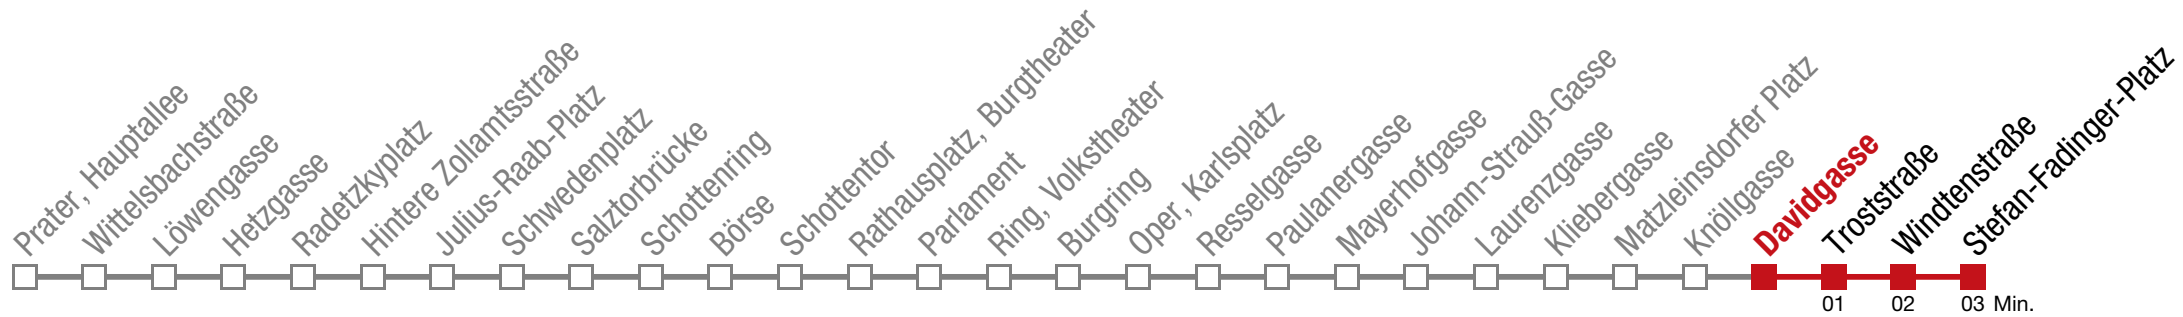 Prater, Hauptallee
Wittelsbachstraße
Löwengasse
Hetzgasse
Radetzkyplatz
Hintere Zollamtsstraße
Julius-Raab-Platz
Schwedenplatz
Salztorbrücke
Schottenring
Börse
Schottentor
Rathausplatz, Burgtheater
Parlament
Ring, Volkstheater
Burgring
Oper, Karlsplatz
Resselgasse
Paulanergasse
Mayerhofgasse
Johann-Strauß-Gasse
Laurenzgasse
Kliebergasse
Matzleinsdorfer Platz
Knöllgasse
Davidgasse
Troststraße
Windtenstraße
Stefan-Fadinger-Platz
01 02 03 Min.